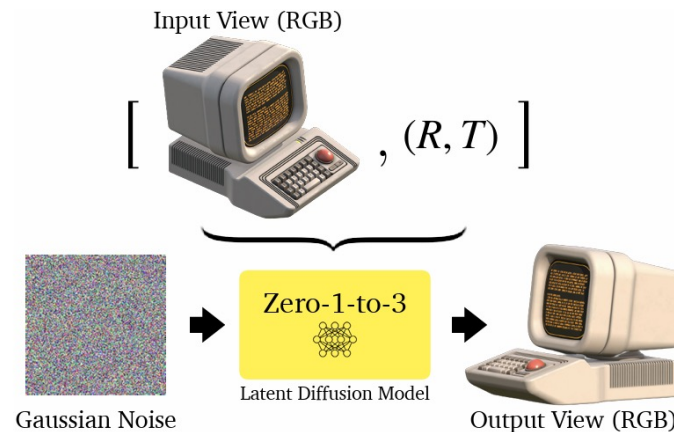 Input View (RGB)
[ , (R, T) ]
Zero-1-to-3
Latent Diffusion Model
Gaussian Noise
Output View (RGB)